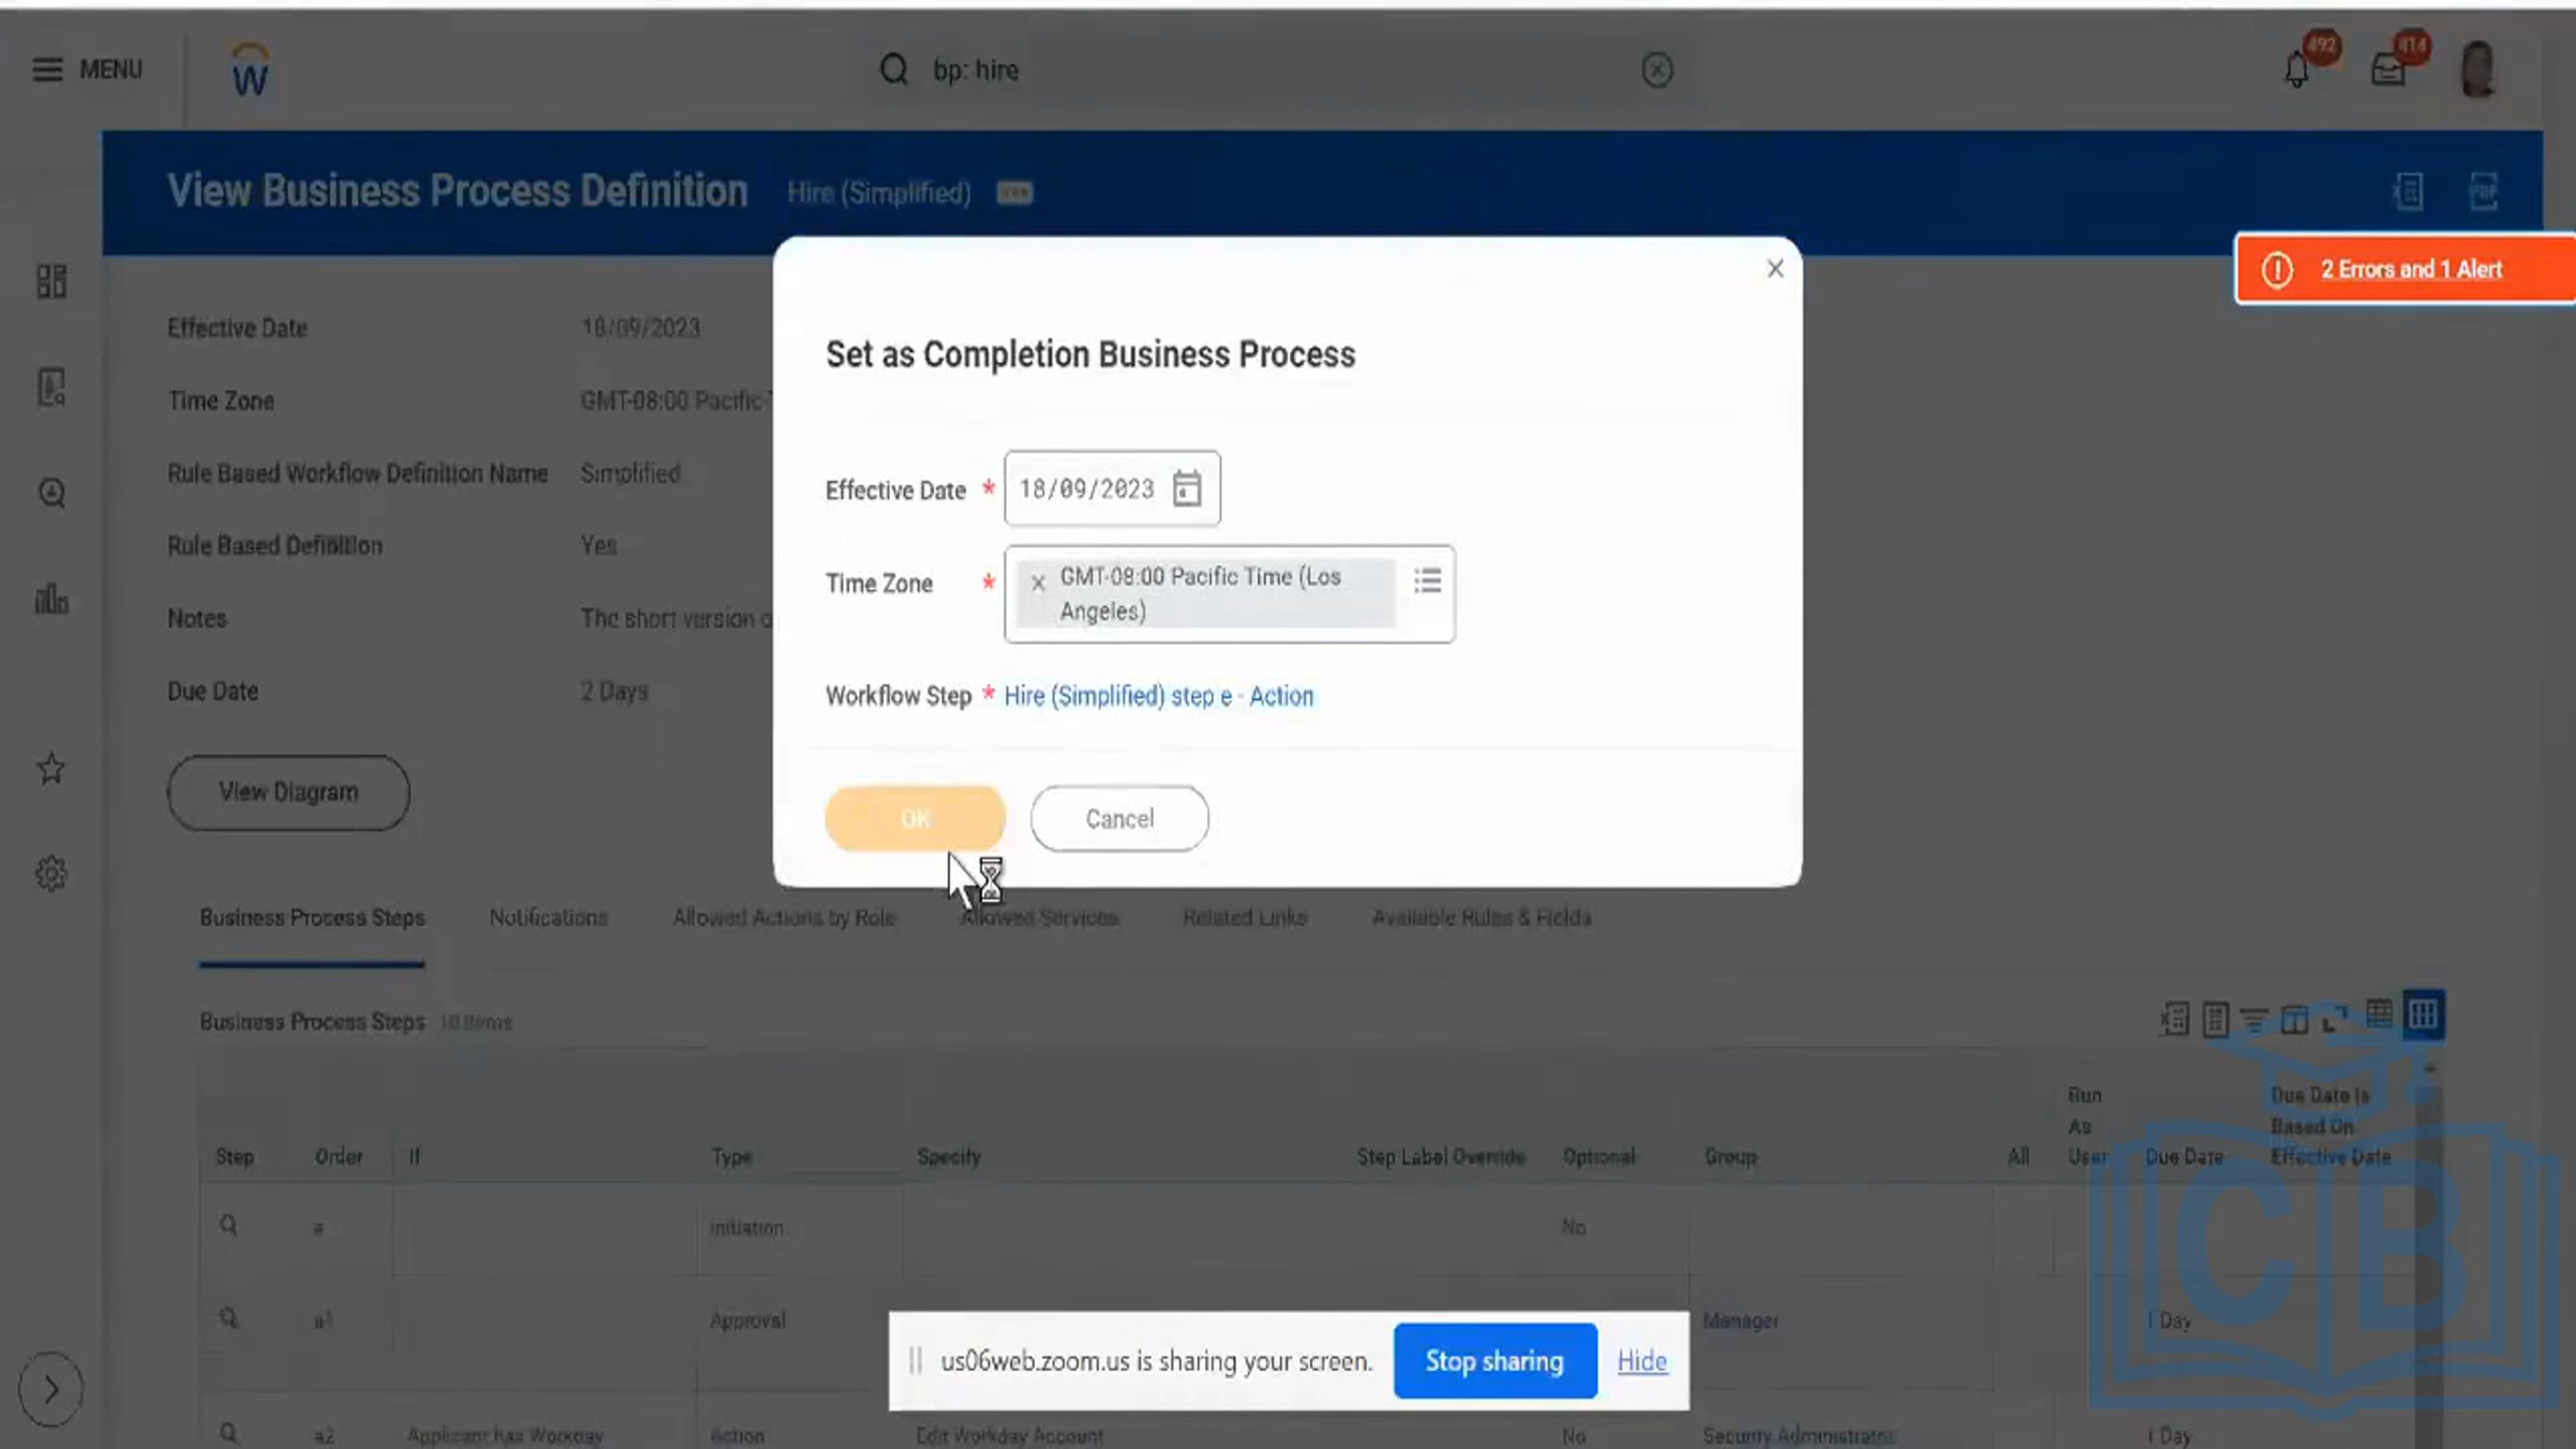 MENU
W
bp: hire
492
414
View Business Process Definition Hire (Simplified)
PDF
2 Errors and 1 Alert
Effective Date 18/09/2023
Time Zone GMT-08:00 Pacific
Rule Based Workflow Definition Name Simplified
Rule Based Definition Yes
Notes The short version
Due Date 2 Days
View Diagram
Set as Completion Business Process
Effective Date * 18/09/2023
Time Zone * GMT-08:00 Pacific Time (Los
Angeles)
Workflow Step * Hire (Simplified) step e - Action
OK Cancel
Business Process Steps Notifications Allowed Actions by Role Allowed Services Related Links Available Rules & Fields
Business Process Steps 10 items
Run
As
User
Due Date Is
Based On
Effective Date
Step Order If Type Specify Step Label Override Optional Group All Due Date
a Initiation No
a1 Approval Manager 1 Day
us06web.zoom.us is sharing your screen. Stop sharing Hide
a2 Applicant has Workday Action Edit Workday Account No Security Administrator 1 Day
CB